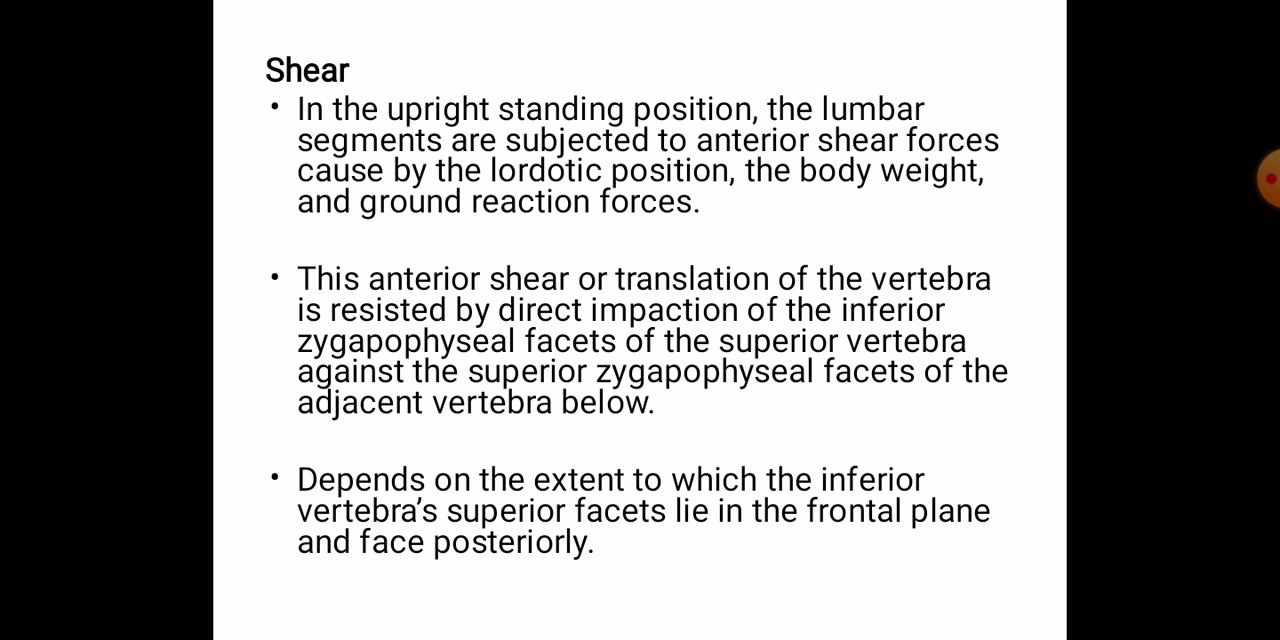 Shear
• In the upright standing position, the lumbar
segments are subjected to anterior shear forces
cause by the lordotic position, the body weight,
and ground reaction forces.
• This anterior shear or translation of the vertebra
is resisted by direct impaction of the inferior
zygapophyseal facets of the superior vertebra
against the superior zygapophyseal facets of the
adjacent vertebra below.
• Depends on the extent to which the inferior
vertebra’s superior facets lie in the frontal plane
and face posteriorly.